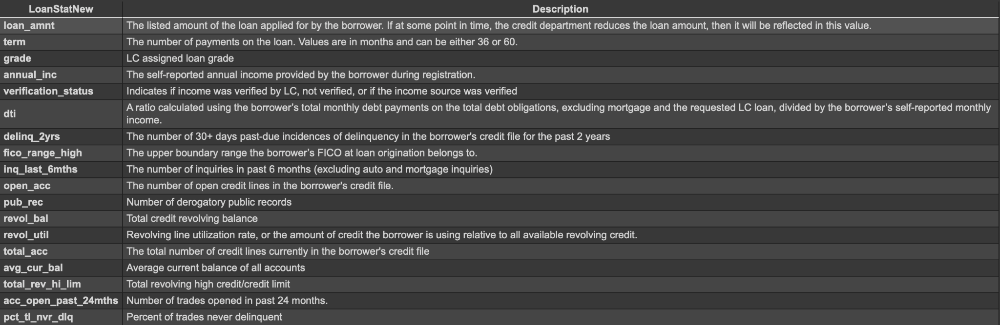 LoanStatNew Description
loan_amnt The listed amount of the loan applied for by the borrower. If at some point in time, the credit department reduces the loan amount, then it will be reflected in this value.
term The number of payments on the loan. Values are in months and can be either 36 or 60.
grade LC assigned loan grade
annual_inc The self-reported annual income provided by the borrower during registration.
verification_status Indicates if income was verified by LC, not verified, or if the income source was verified
dti A ratio calculated using the borrower’s total monthly debt payments on the total debt obligations, excluding mortgage and the requested LC loan, divided by the borrower’s self-reported monthly
income.
delinq_2yrs The number of 30+ days past-due incidences of delinquency in the borrower's credit file for the past 2 years
fico_range_high The upper boundary range the borrower’s FICO at loan origination belongs to.
inq_last_6mths The number of inquiries in past 6 months (excluding auto and mortgage inquiries)
open_acc The number of open credit lines in the borrower's credit file.
pub_rec Number of derogatory public records
revol_bal Total credit revolving balance
revol_util Revolving line utilization rate, or the amount of credit the borrower is using relative to all available revolving credit.
total_acc The total number of credit lines currently in the borrower's credit file
avg_cur_bal Average current balance of all accounts
total_rev_hi_lim Total revolving high credit/credit limit
acc_open_past_24mths Number of trades opened in past 24 months.
pct_tl_nvr_dlq Percent of trades never delinquent